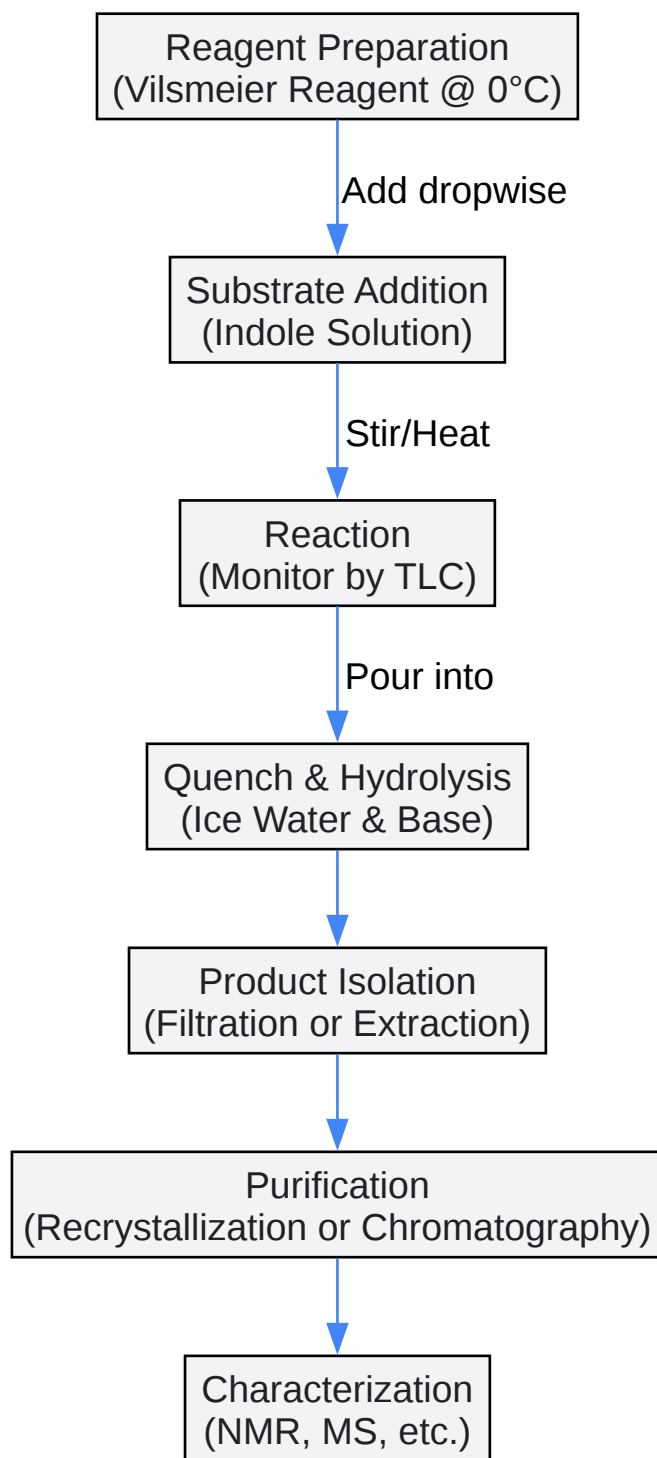 Reagent Preparation
(Vilsmeier Reagent @ 0°C)
Add dropwise
Substrate Addition
(Indole Solution)
Stir/Heat
Reaction
(Monitor by TLC)
Pour into
Quench & Hydrolysis
(Ice Water & Base)
Product Isolation
(Filtration or Extraction)
Purification
(Recrystallization or Chromatography)
Characterization
(NMR, MS, etc.)